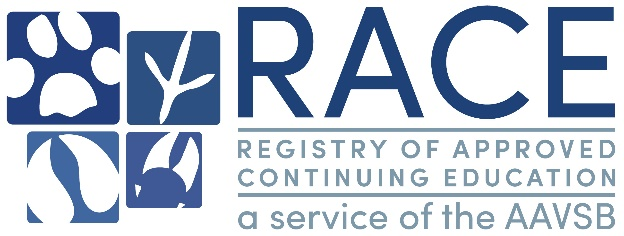 RACE
REGISTRY OF APPROVED
CONTINUING EDUCATION
a service of the AAVSB